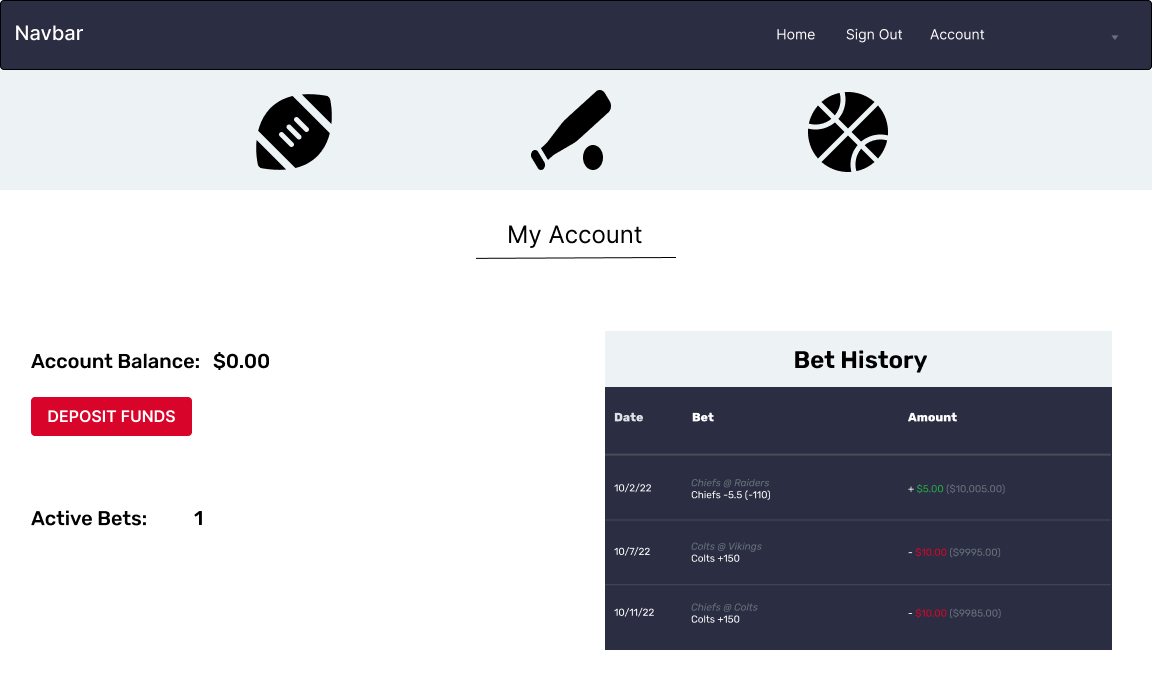 Navbar Home Sign Out Account
My Account
Account Balance: $0.00
DEPOSIT FUNDS
Active Bets: 1
Bet History
Date Bet Amount
Chiefs @ Raiders
10/2/22 Chiefs -5.5 (-110) + $5.00 ($10,005.00)
Colts @ Vikings
10/7/22 Colts +150 - $10.00 ($9995.00)
Chiefs @ Colts
10/11/22 Colts +150 - $10.00 ($9985.00)